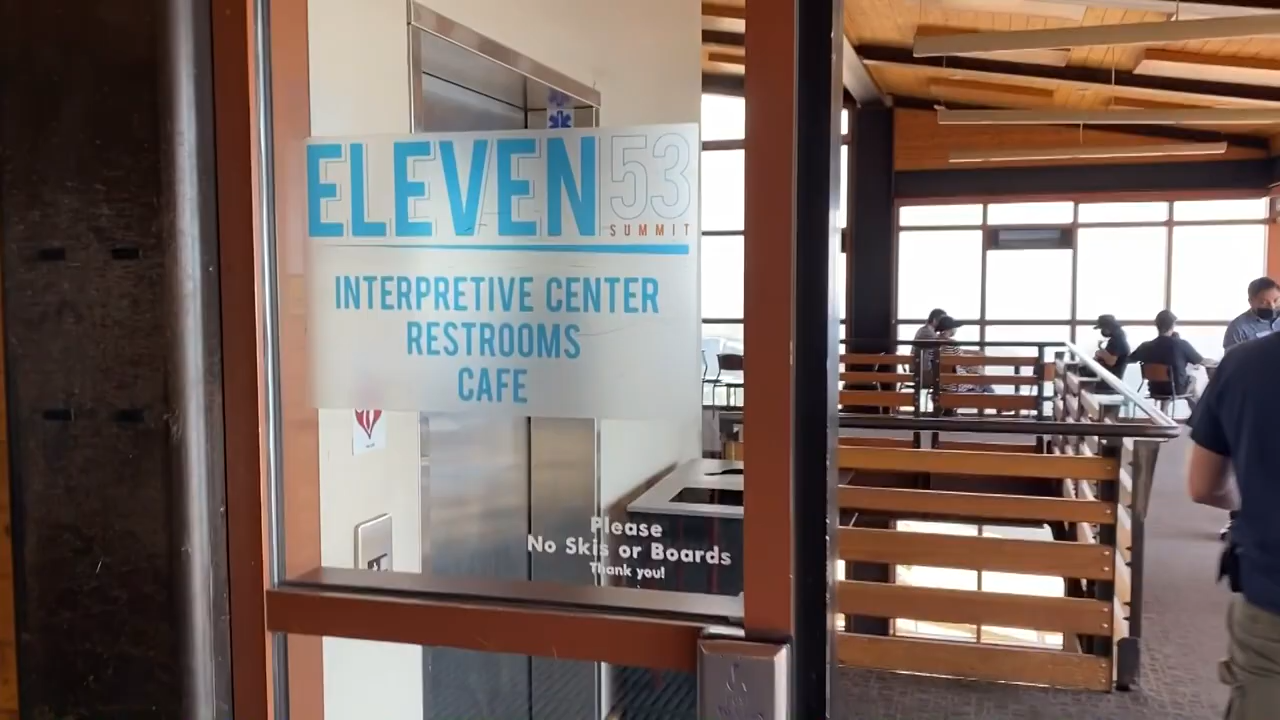 ELEVEN 53
SUMMIT
INTERPRETIVE CENTER
RESTROOMS
CAFE
Please
No Skis or Boards
Thank you!